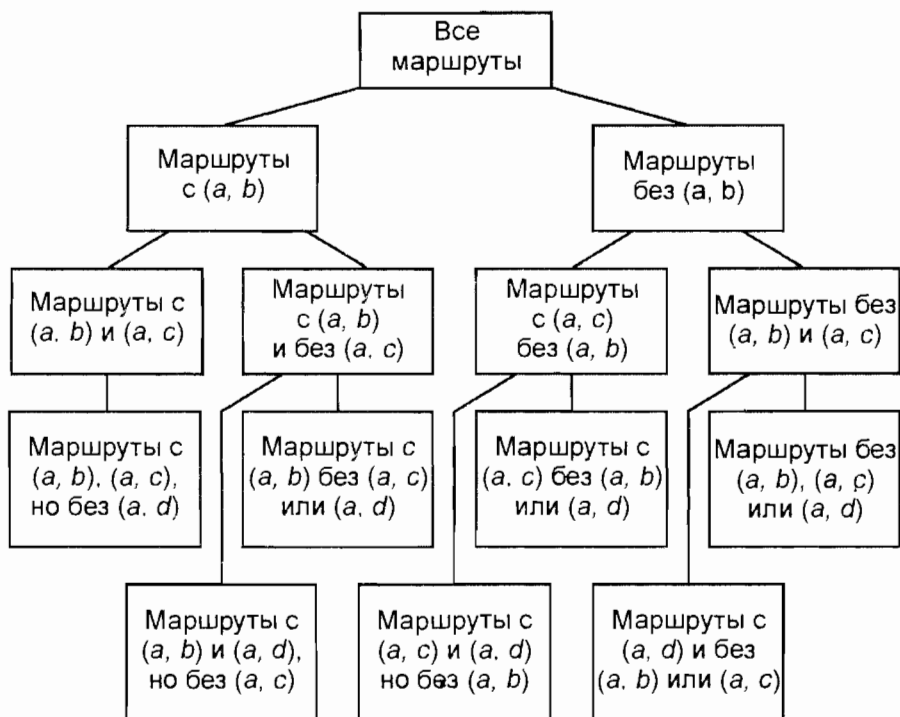 Все
маршруты
Маршруты
с (a, b)
Маршруты
без (a, b)
Маршруты с
(a. b) и (a, c)
Маршруты
с (a, b)
и без (a. c)
Маршруты
с (a, c)
без (a, b)
Маршруты без
(a, b) и (a, c)
Маршруты с
(a, b), (a, c),
но без (a. d)
Маршруты с
(a, b) без (a, c)
или (a, d)
Маршруты с
(a. c) без (a, b)
или (a, d)
Маршруты без
(a, b), (a, c)
или (a, d)
Маршруты с
(a, b) и (a, d),
но без (a, c)
Маршруты с
(a, c) и (a, d)
но без (a, b)
Маршруты с
(a, d) и без
(a. b) или (a, c)